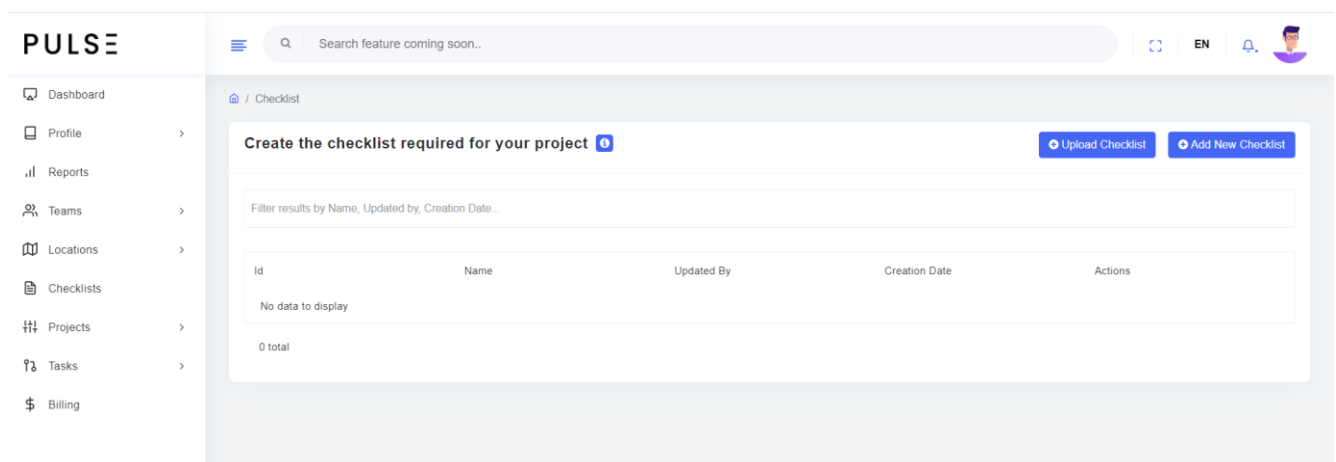 PULSE
Search feature coming soon..
EN
Dashboard
Profile
Reports
Teams
Locations
Checklists
Projects
Tasks
Billing
/ Checklist
Create the checklist required for your project
Upload Checklist
Add New Checklist
Filter results by Name, Updated by, Creation Date...
Id Name Updated By Creation Date Actions
No data to display
0 total